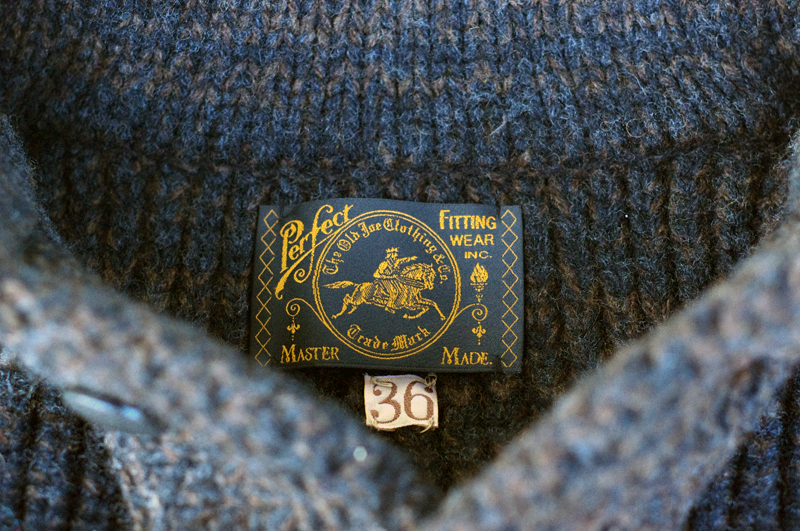 Perfect
FITTING
WEAR
INC.
The Old Joe Clothing & Co.
Trade Mark
MASTER MADE.
36